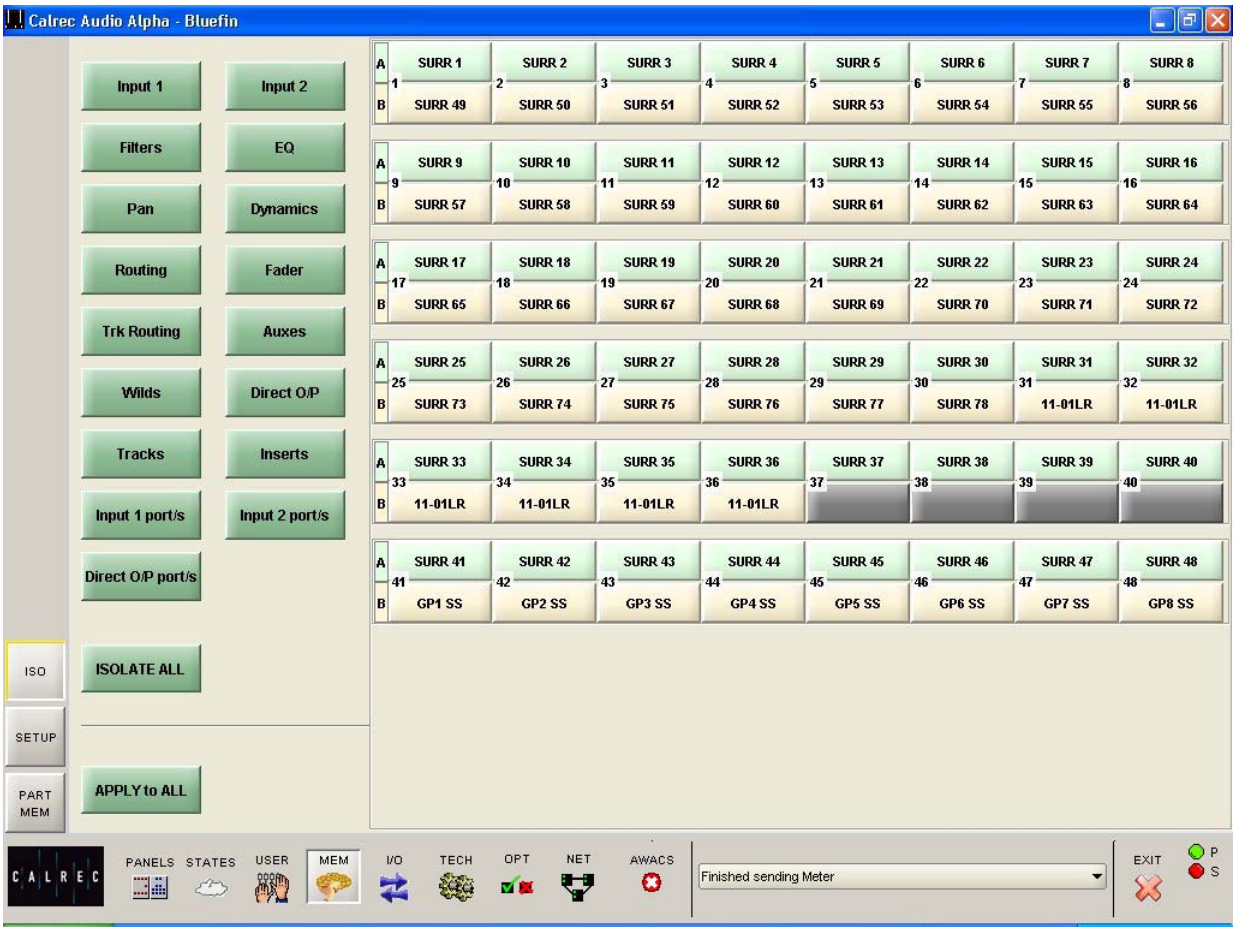 Calrec Audio Alpha - Bluefin
Input 1 Input 2
Filters EQ
Pan Dynamics
Routing Fader
Trk Routing Auxes
Wilds Direct O/P
Tracks Inserts
Input 1 port/s Input 2 port/s
Direct O/P port/s
ISOLATE ALL
APPLY to ALL
ISO
SETUP
PART
MEM
A SURR 1 SURR 2 SURR 3 SURR 4 SURR 5 SURR 6 SURR 7 SURR 8
1 2 3 4 5 6 7 8
B SURR 49 SURR 50 SURR 51 SURR 52 SURR 53 SURR 54 SURR 55 SURR 56
A SURR 9 SURR 10 SURR 11 SURR 12 SURR 13 SURR 14 SURR 15 SURR 16
9 10 11 12 13 14 15 16
B SURR 57 SURR 58 SURR 59 SURR 60 SURR 61 SURR 62 SURR 63 SURR 64
A SURR 17 SURR 18 SURR 19 SURR 20 SURR 21 SURR 22 SURR 23 SURR 24
17 18 19 20 21 22 23 24
B SURR 65 SURR 66 SURR 67 SURR 68 SURR 69 SURR 70 SURR 71 SURR 72
A SURR 25 SURR 26 SURR 27 SURR 28 SURR 29 SURR 30 SURR 31 SURR 32
25 26 27 28 29 30 31 32
B SURR 73 SURR 74 SURR 75 SURR 76 SURR 77 SURR 78 11-01LR 11-01LR
A SURR 33 SURR 34 SURR 35 SURR 36 SURR 37 SURR 38 SURR 39 SURR 40
33 34 35 36 37 38 39 40
B 11-01LR 11-01LR 11-01LR 11-01LR
A SURR 41 SURR 42 SURR 43 SURR 44 SURR 45 SURR 46 SURR 47 SURR 48
41 42 43 44 45 46 47 48
B GP1 SS GP2 SS GP3 SS GP4 SS GP5 SS GP6 SS GP7 SS GP8 SS
CALREC
PANELS STATES USER MEM I/O TECH OPT NET AWACS
Finished sending Meter
EXIT
P
S